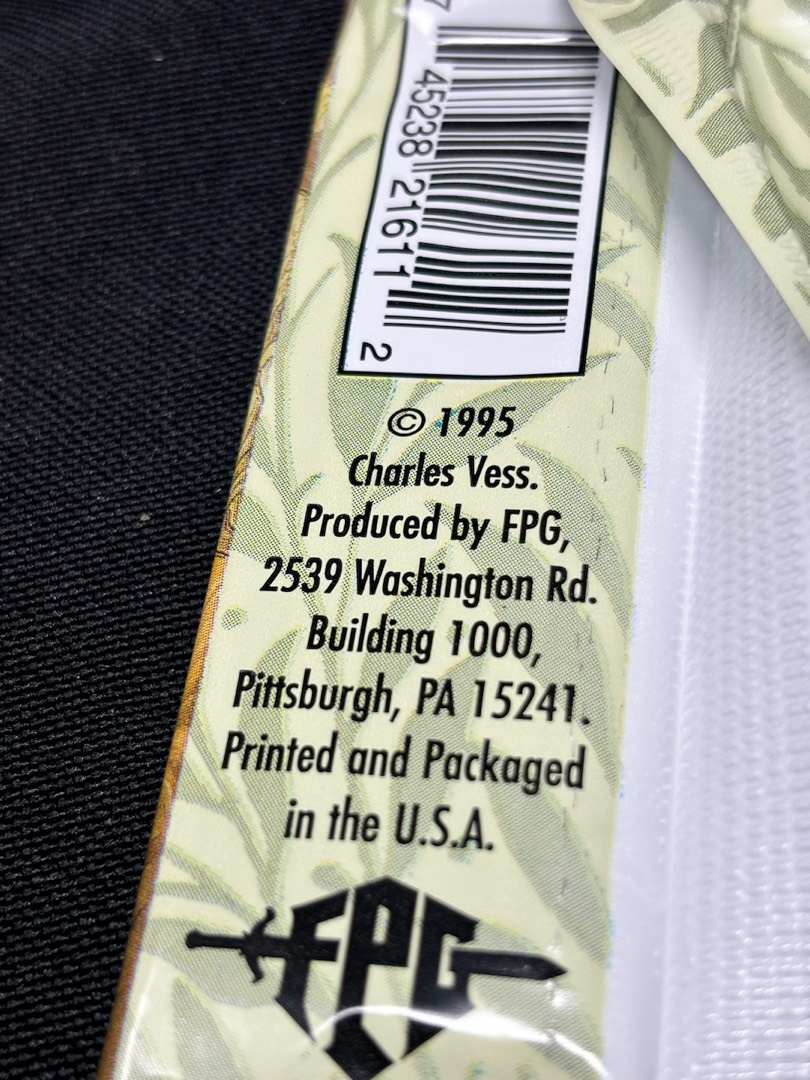 45238 21611 2
© 1995
Charles Vess.
Produced by FPG,
2539 Washington Rd.
Building 1000,
Pittsburgh, PA 15241.
Printed and Packaged
in the U.S.A.
FPG